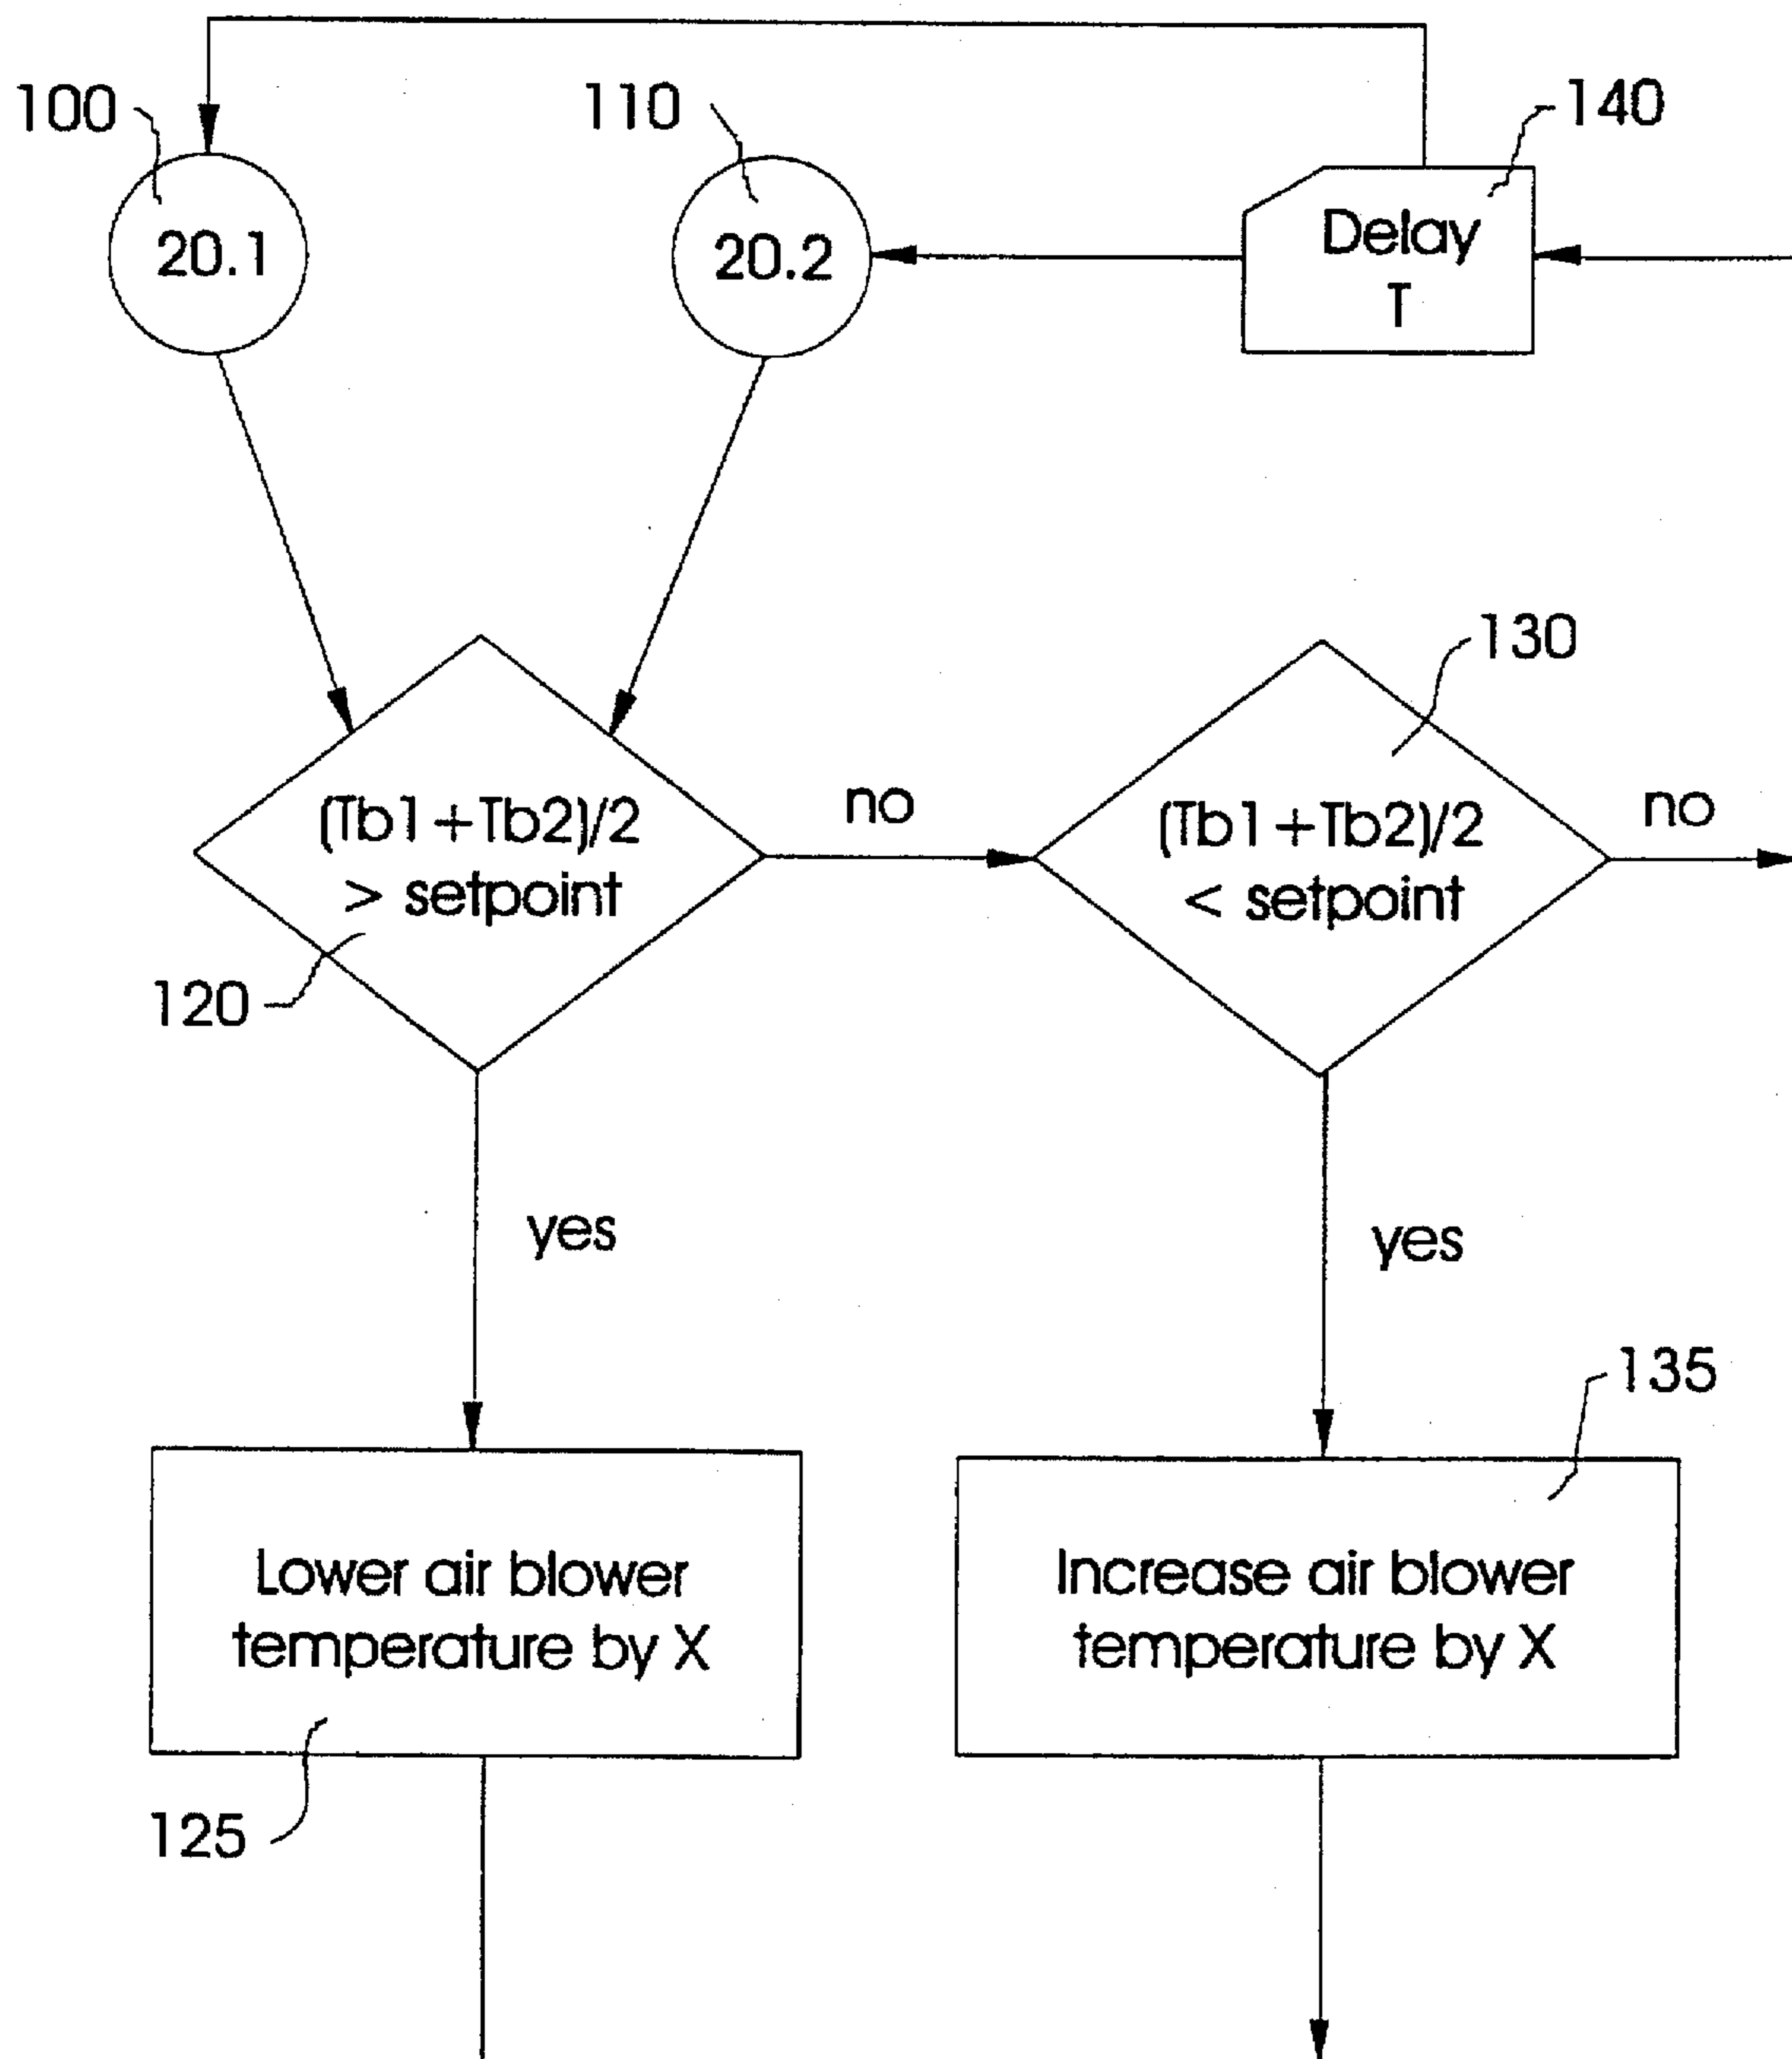 100
110
140
20.1
20.2
Delay
T
130
(Tb1+Tb2)/2
> setpoint
no
(Tb1+Tb2)/2
< setpoint
no
120
yes
yes
135
Lower air blower
temperature by X
Increase air blower
temperature by X
125